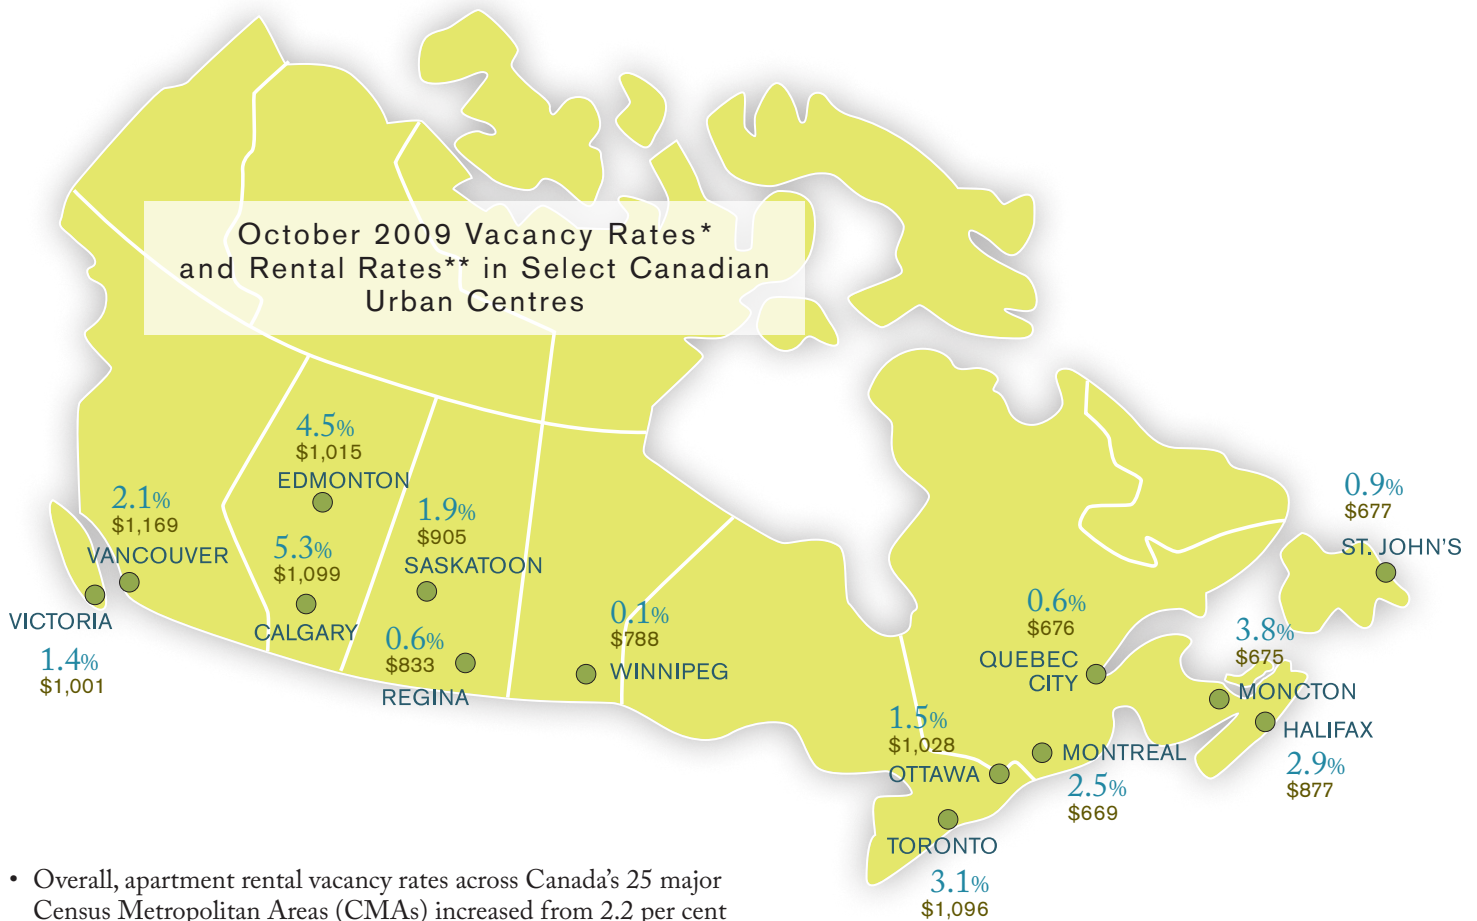 October 2009 Vacancy Rates*
and Rental Rates** in Select Canadian
Urban Centres
4.5%
$1,015
EDMONTON
2.1%
$1,169
VANCOUVER
VICTORIA
1.4%
$1,001
5.3%
$1,099
CALGARY
1.9%
$905
SASKATOON
0.6%
$833
REGINA
0.1%
$788
WINNIPEG
0.9%
$677
ST. JOHN'S
0.6%
$676
QUEBEC
CITY
3.8%
$675
MONCTON
HALIFAX
2.9%
$877
1.5%
$1,028
OTTAWA
MONTREAL
2.5%
$669
TORONTO
3.1%
$1,096
• Overall, apartment rental vacancy rates across Canada's 25 major
Census Metropolitan Areas (CMAs) increased from 2.2 per cent